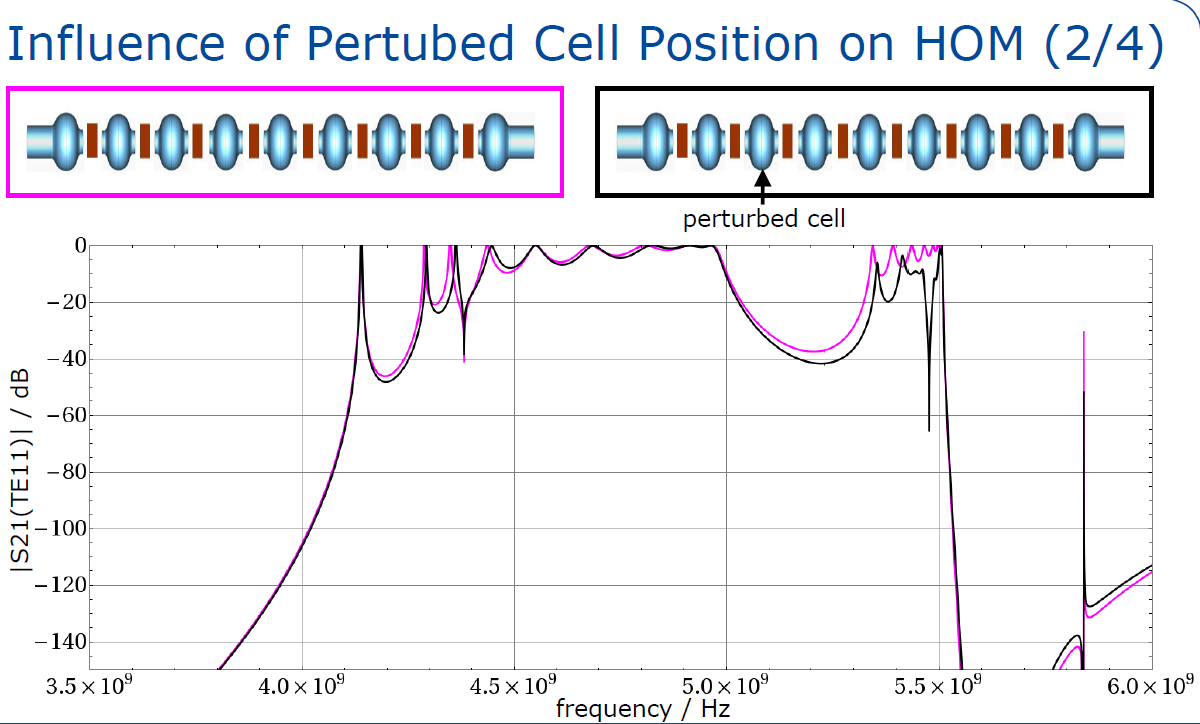 Influence of Pertubed Cell Position on HOM (2/4)
perturbed cell
|S21(TE11)| / dB
0
−20
−40
−60
−80
−100
−120
−140
3.5×10⁹ 4.0×10⁹ 4.5×10⁹ 5.0×10⁹ 5.5×10⁹ 6.0×10⁹
frequency / Hz